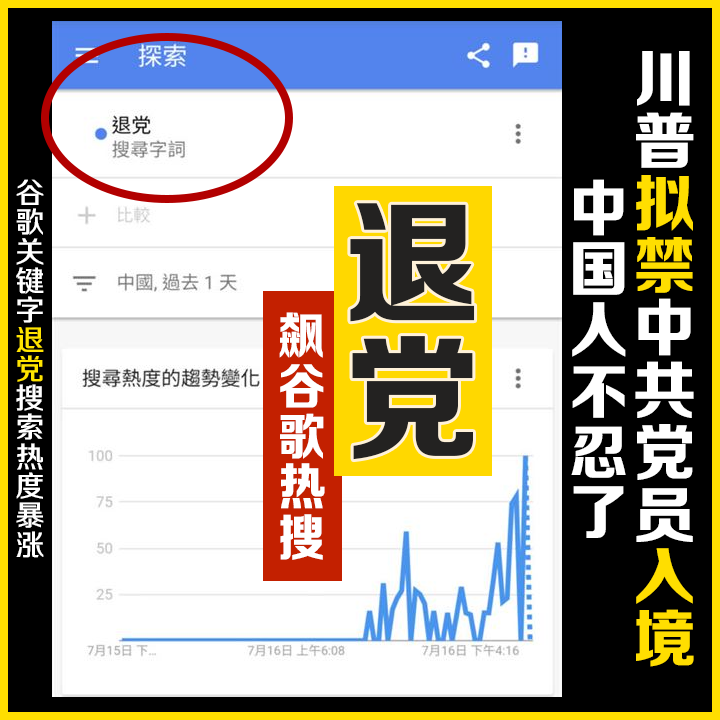 川普拟禁中共党员入境
中国人不忍了
谷歌关键字退党搜索热度暴涨
退党
飙谷歌热搜
探索
退党
搜尋字詞
比較
中國, 過去 1 天
搜尋熱度的趨勢變化
100
75
50
25
7月15日 下...
7月16日 上午6:08
7月16日 下午4:16